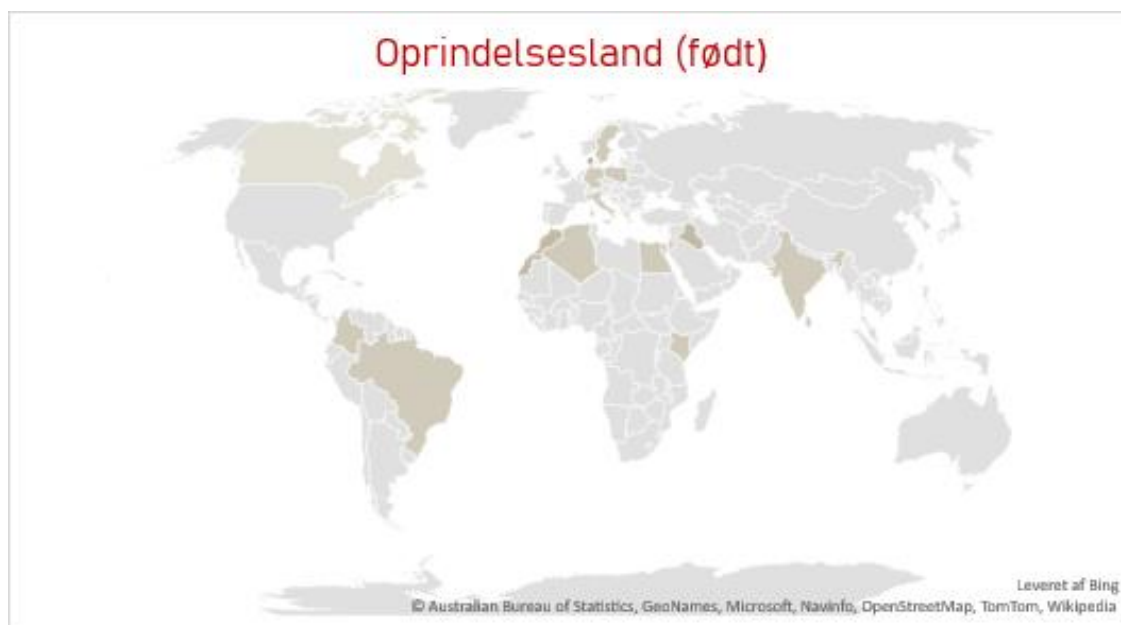 Oprindelsesland (født)
Leveret af Bing
© Australian Bureau of Statistics, GeoNames, Microsoft, Navinfo, OpenStreetMap, TomTom, Wikipedia